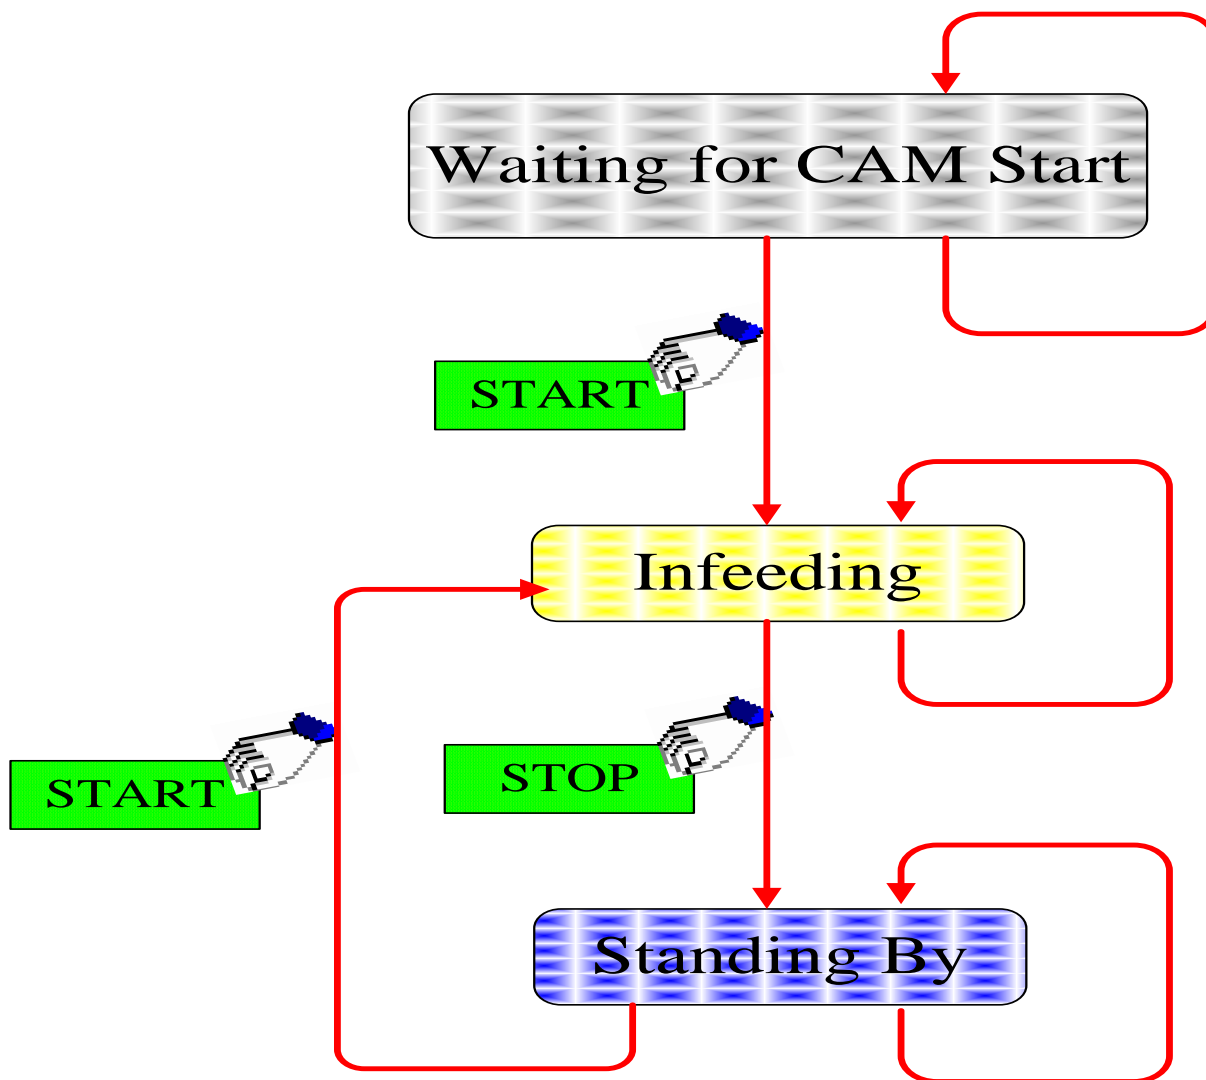 Waiting for CAM Start
START
Infeeding
START
STOP
Standing By